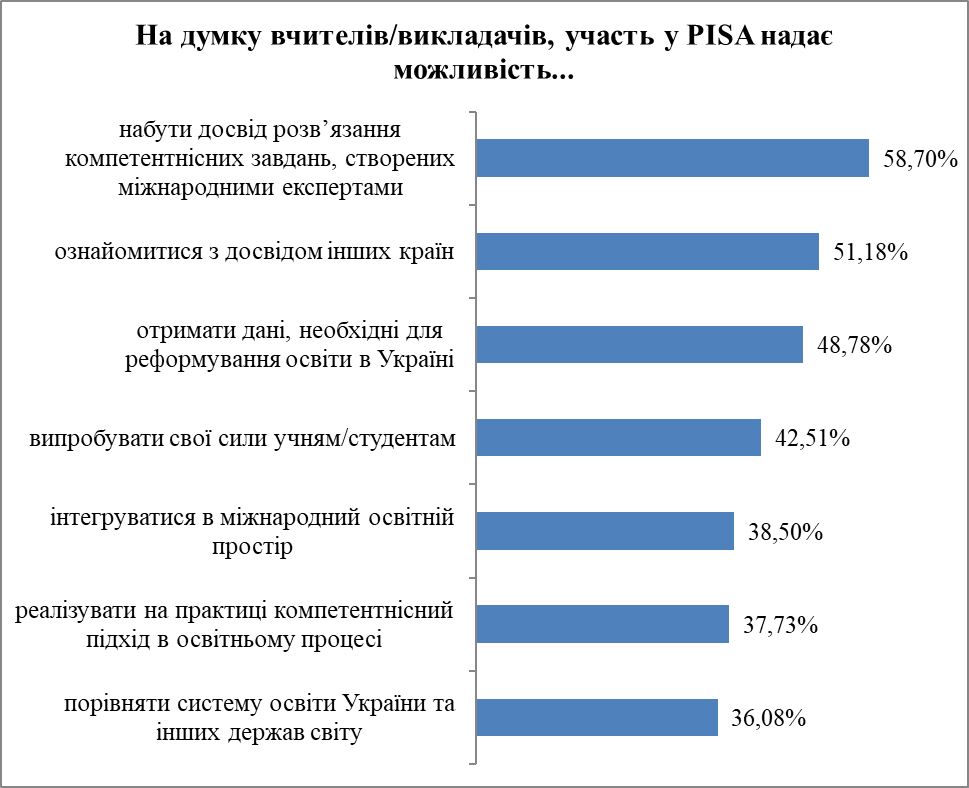 На думку вчителів/викладачів, участь у PISA надає
можливість...
набути досвід розв’язання
компетентнісних завдань, створених
міжнародними експертами
58,70%
ознайомитися з досвідом інших країн
51,18%
отримати дані, необхідні для
реформування освіти в Україні
48,78%
випробувати свої сили учням/студентам
42,51%
інтегруватися в міжнародний освітній
простір
38,50%
реалізувати на практиці компетентнісний
підхід в освітньому процесі
37,73%
порівняти систему освіти України та
інших держав світу
36,08%